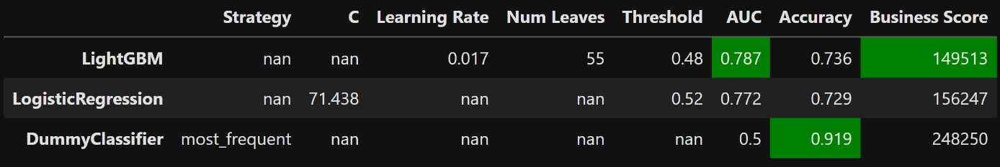 Strategy C Learning Rate Num Leaves Threshold AUC Accuracy Business Score
LightGBM nan nan 0.017 55 0.48 0.787 0.736 149513
LogisticRegression nan 71.438 nan nan 0.52 0.772 0.729 156247
DummyClassifier most_frequent nan nan nan nan 0.5 0.919 248250